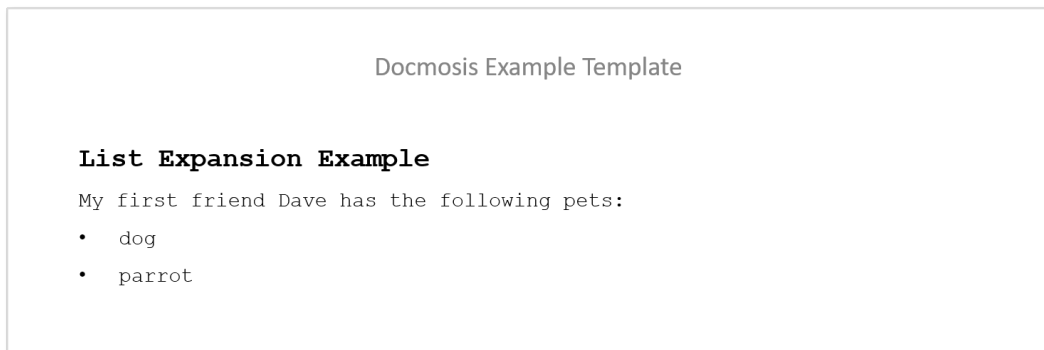 Docmosis Example Template
List Expansion Example
My first friend Dave has the following pets:
• dog
• parrot